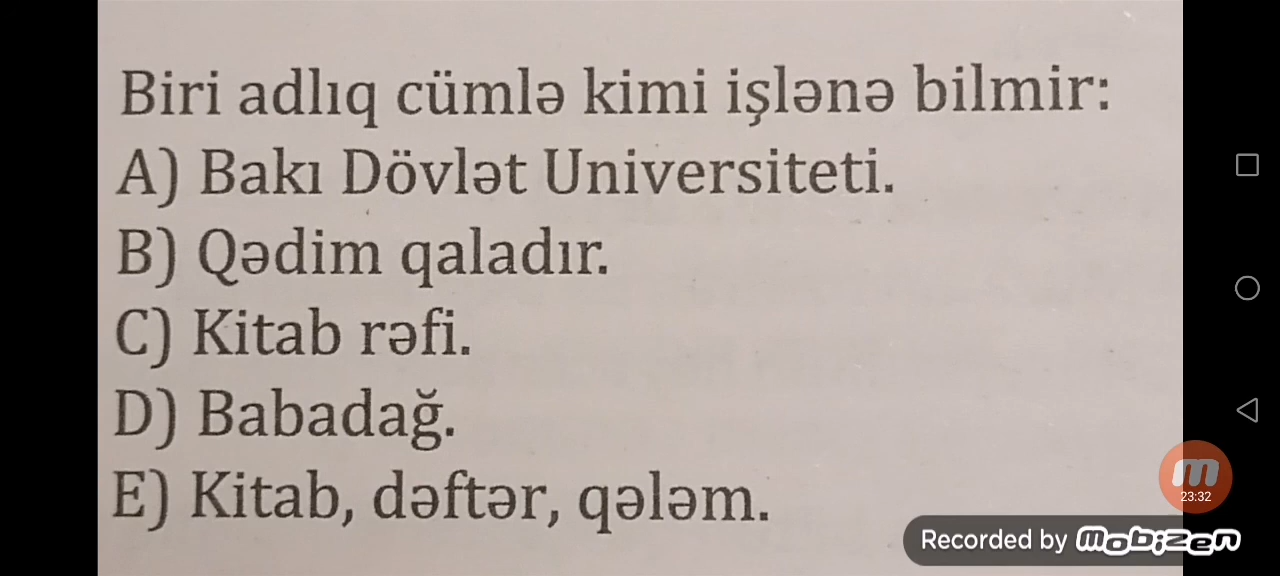 Biri adlıq cümlə kimi işlənə bilmir:
A) Bakı Dövlət Universiteti.
B) Qədim qaladır.
C) Kitab rəfi.
D) Babadağ.
E) Kitab, dəftər, qələm.
23:32
Recorded by mobizen